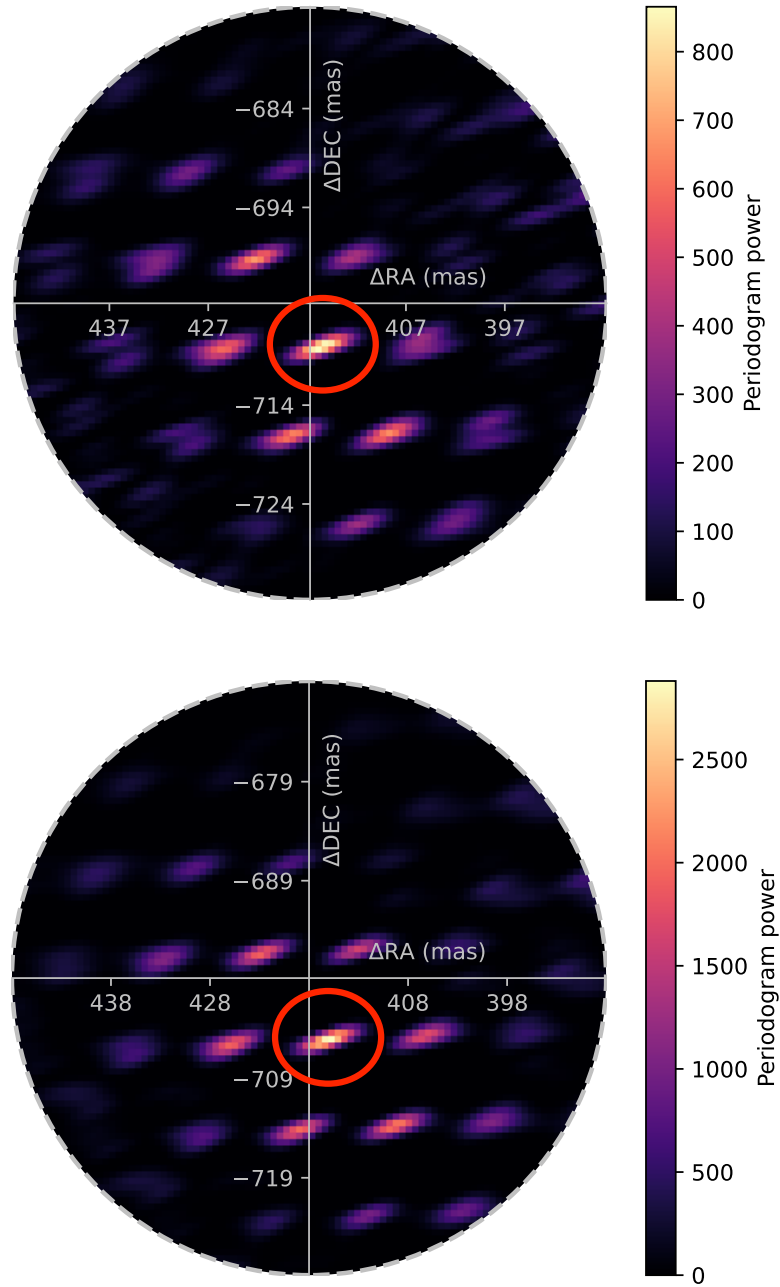 ΔDEC (mas)
−684
−694
ΔRA (mas)
437 427 407 397
−714
−724
800
700
600
500
400
300
200
100
0
Periodogram power
ΔDEC (mas)
−679
−689
ΔRA (mas)
438 428 408 398
−709
−719
2500
2000
1500
1000
500
0
Periodogram power